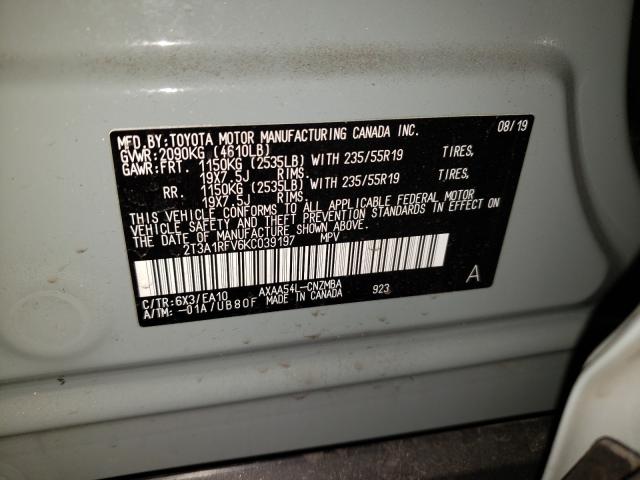 MFD.BY:TOYOTA MOTOR MANUFACTURING CANADA INC. 08/19
GVWR:2090KG (4610LB)
GAWR:FRT. 1150KG (2535LB) WITH 235/55R19 TIRES,
19X7.5J RIMS.
RR. 1150KG (2535LB) WITH 235/55R19 TIRES,
19X7.5J RIMS.
THIS VEHICLE CONFORMS TO ALL APPLICABLE FEDERAL MOTOR
VEHICLE SAFETY AND THEFT PREVENTION STANDARDS IN EFFECT ON
THE DATE OF MANUFACTURE SHOWN ABOVE.
2T3A1RFV6KC039197 MPV
A
C/TR:6X3/EA10 AXAA54L-CNZMBA 923
A/TM:-01A/UB80F MADE IN CANADA